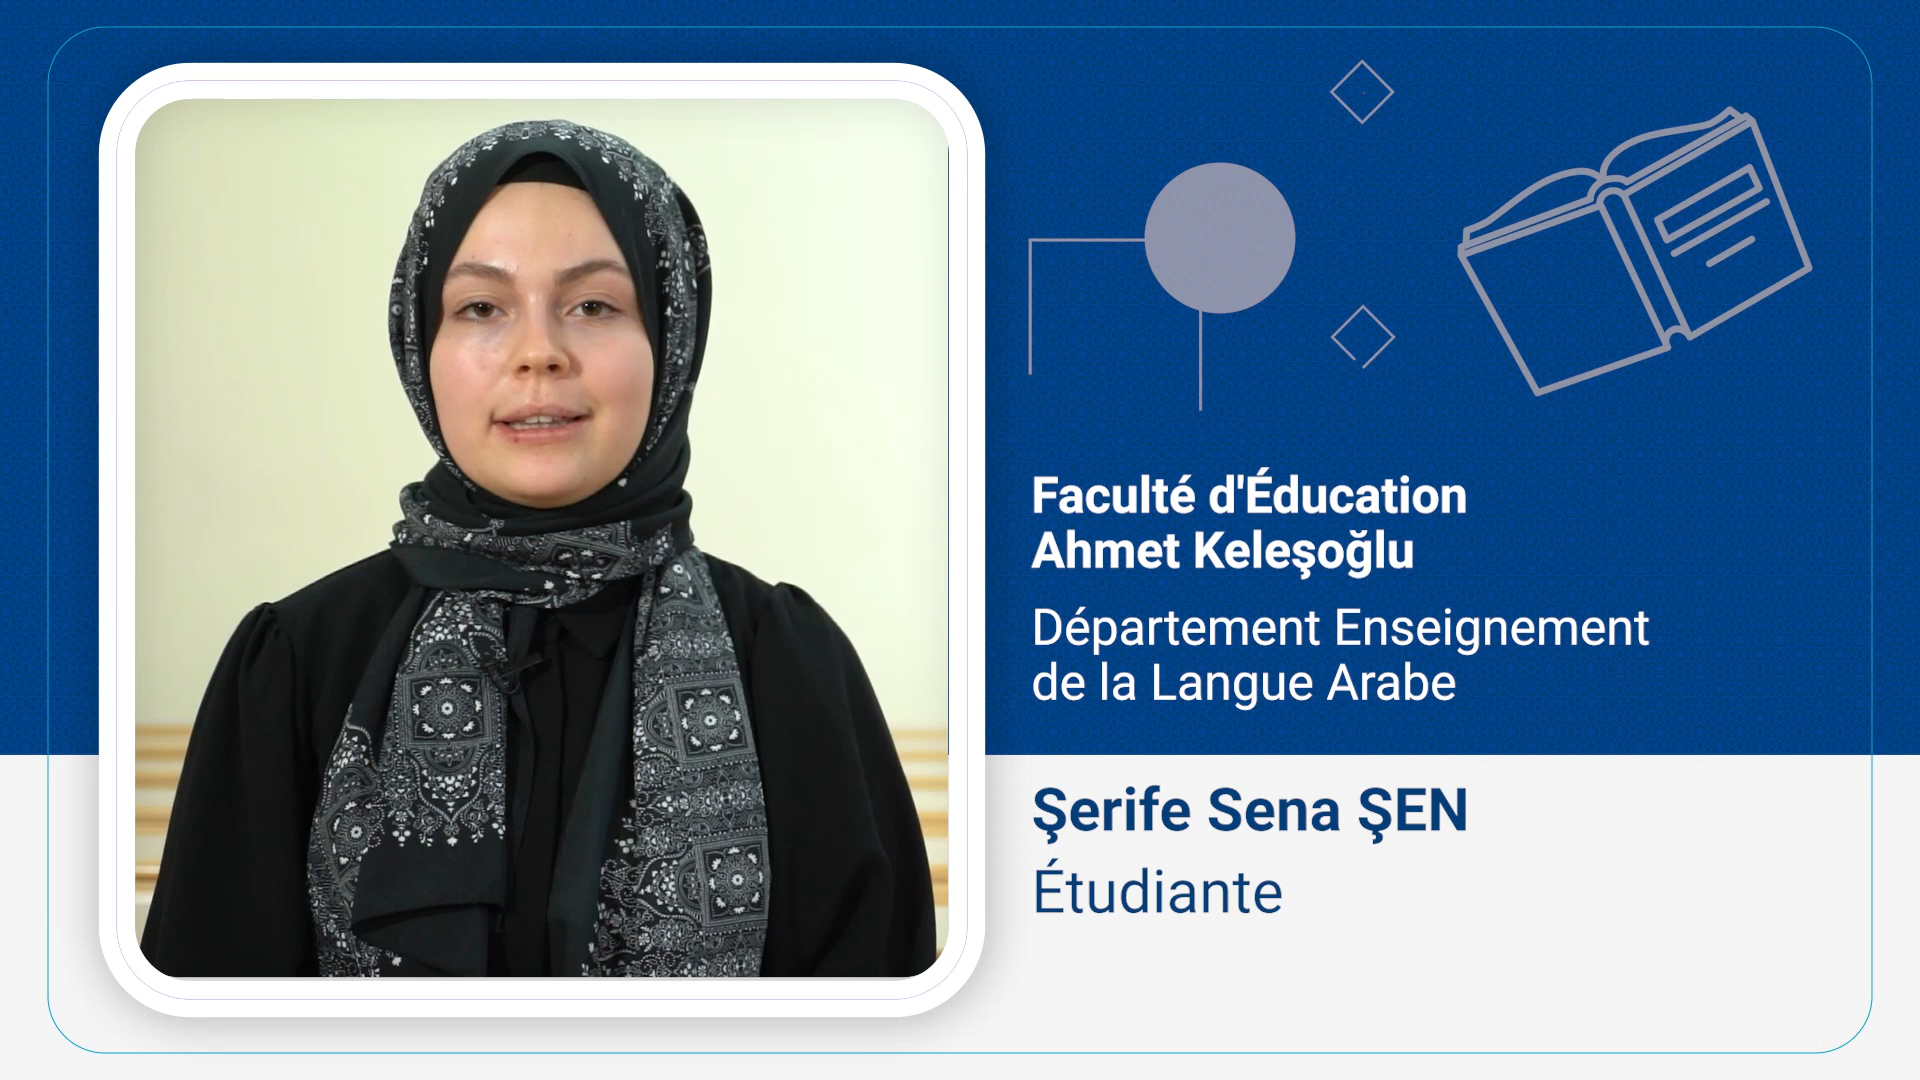 Faculté d'Éducation
Ahmet Keleşoğlu
Département Enseignement
de la Langue Arabe
Şerife Sena ŞEN
Étudiante